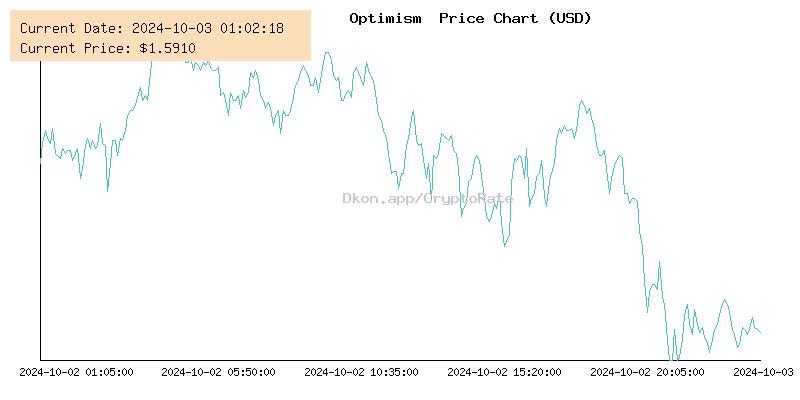 Optimism  Price Chart (USD)
Current Date: 2024-10-03 01:02:18
Current Price: $1.5910
Dkon.app/CryptoRate
2024-10-02 01:05:00 2024-10-02 05:50:00 2024-10-02 10:35:00 2024-10-02 15:20:00 2024-10-02 20:05:00 2024-10-03